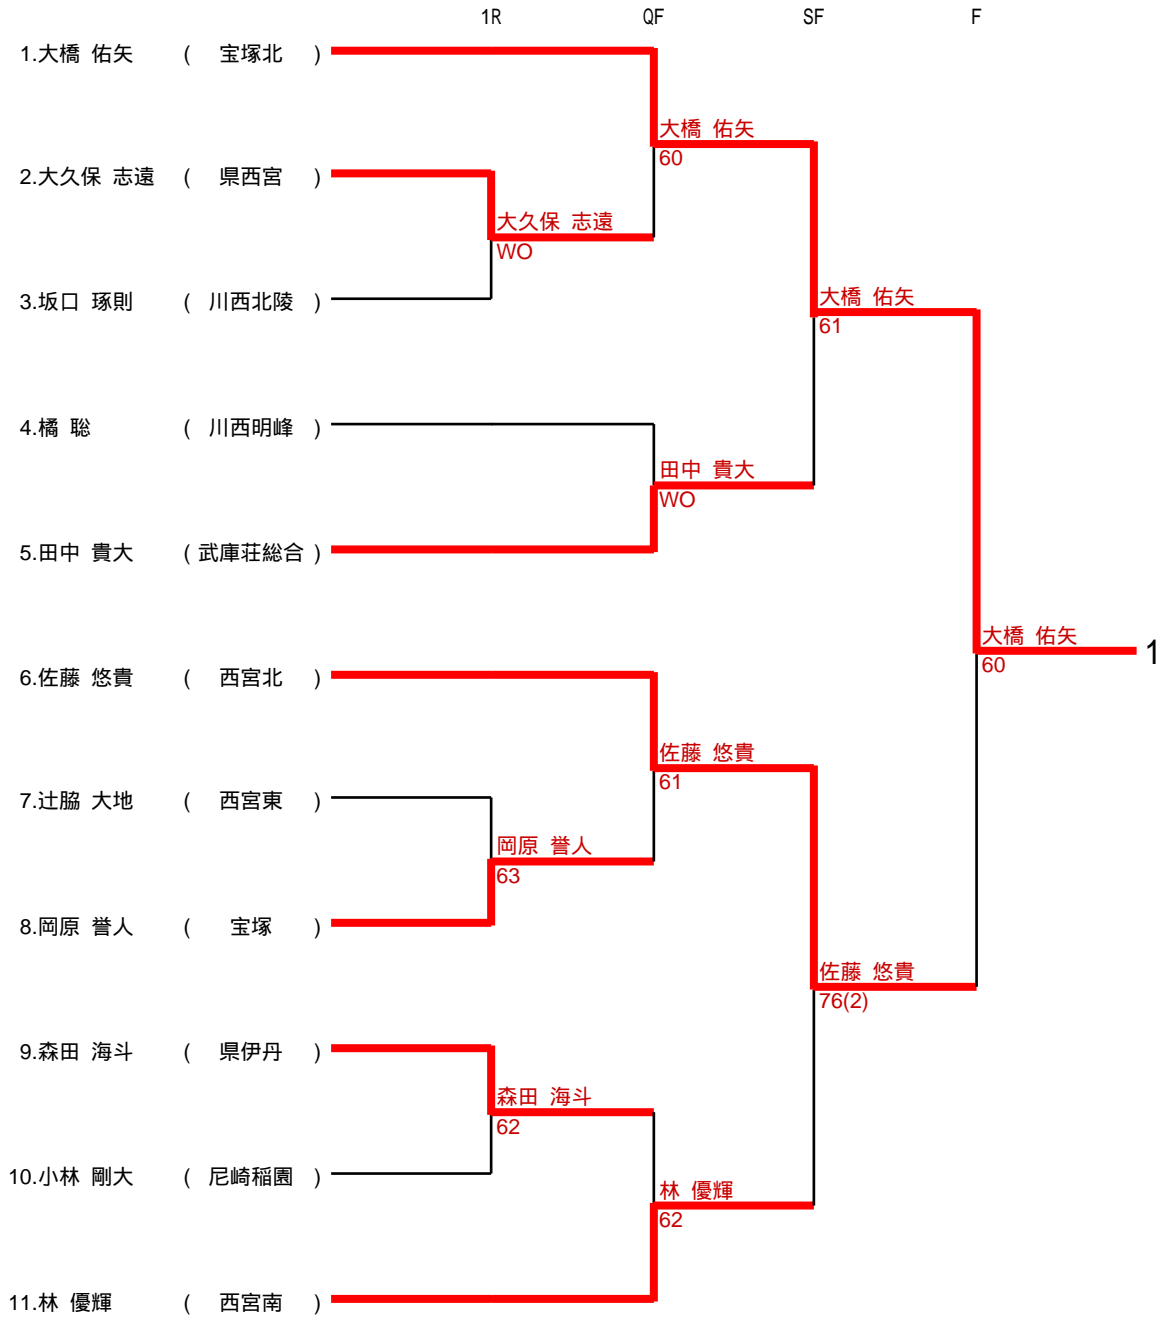 1R QF SF F
1.大橋 佑矢 ( 宝塚北 )
大橋 佑矢
60
2.大久保 志遠 ( 県西宮 )
大久保 志遠
WO
3.坂口 琢則 ( 川西北陵 )
大橋 佑矢
61
4.橘 聡 ( 川西明峰 )
田中 貴大
WO
5.田中 貴大 ( 武庫荘総合 )
大橋 佑矢
60
1
6.佐藤 悠貴 ( 西宮北 )
佐藤 悠貴
61
7.辻脇 大地 ( 西宮東 )
岡原 誉人
63
8.岡原 誉人 ( 宝塚 )
佐藤 悠貴
76(2)
9.森田 海斗 ( 県伊丹 )
森田 海斗
62
10.小林 剛大 ( 尼崎稲園 )
林 優輝
62
11.林 優輝 ( 西宮南 )